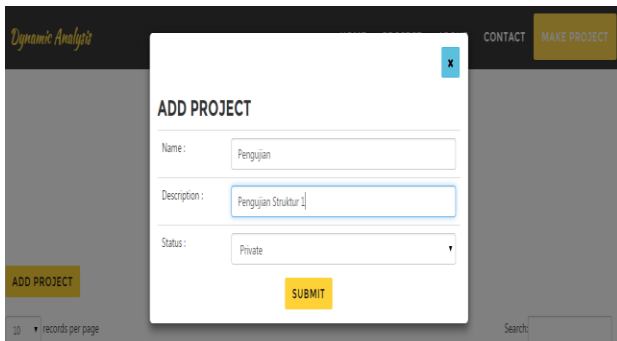 Dynamic Analysis
CONTACT
MAKE PROJECT
x
ADD PROJECT
Name :
Pengujian
Description :
Pengujian Struktur 1
Status :
Private
SUBMIT
ADD PROJECT
10 records per page
Search: